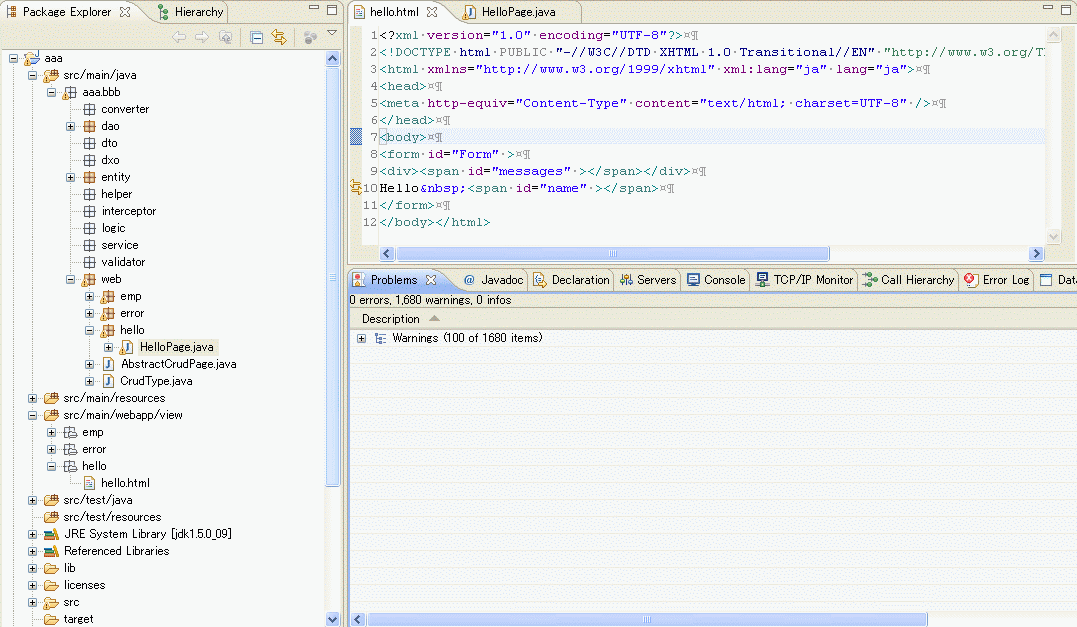 Package Explorer
Hierarchy
aaa
src/main/java
aaa.bbb
converter
dao
dto
dxo
entity
helper
interceptor
logic
service
validator
web
emp
error
hello
HelloPage.java
AbstractCrudPage.java
CrudType.java
src/main/resources
src/main/webapp/view
emp
error
hello
hello.html
src/test/java
src/test/resources
JRE System Library [jdk1.5.0_09]
Referenced Libraries
lib
licenses
src
target
hello.html
HelloPage.java
1<?xml·version="1.0"·encoding="UTF-8"?>¤¶
2<!DOCTYPE·html·PUBLIC·"-//W3C//DTD·XHTML·1.0·Transitional//EN"·"http://www.w3.org/
3<html·xmlns="http://www.w3.org/1999/xhtml"·xml:lang="ja"·lang="ja">¤¶
4<head>¤¶
5<meta·http-equiv="Content-Type"·content="text/html;·charset=UTF-8"·/>¤¶
6</head>¤¶
7<body>¤¶
8<form·id="Form"·>¤¶
9<div><span·id="messages"·></span></div>¤¶
10Hello&nbsp;<span·id="name"·></span>¤¶
11</form>¤¶
12</body></html>
Problems
@ Javadoc
Declaration
Servers
Console
TCP/IP Monitor
Call Hierarchy
Error Log
Dat
0 errors, 1,680 warnings, 0 infos
Description
Warnings (100 of 1680 items)